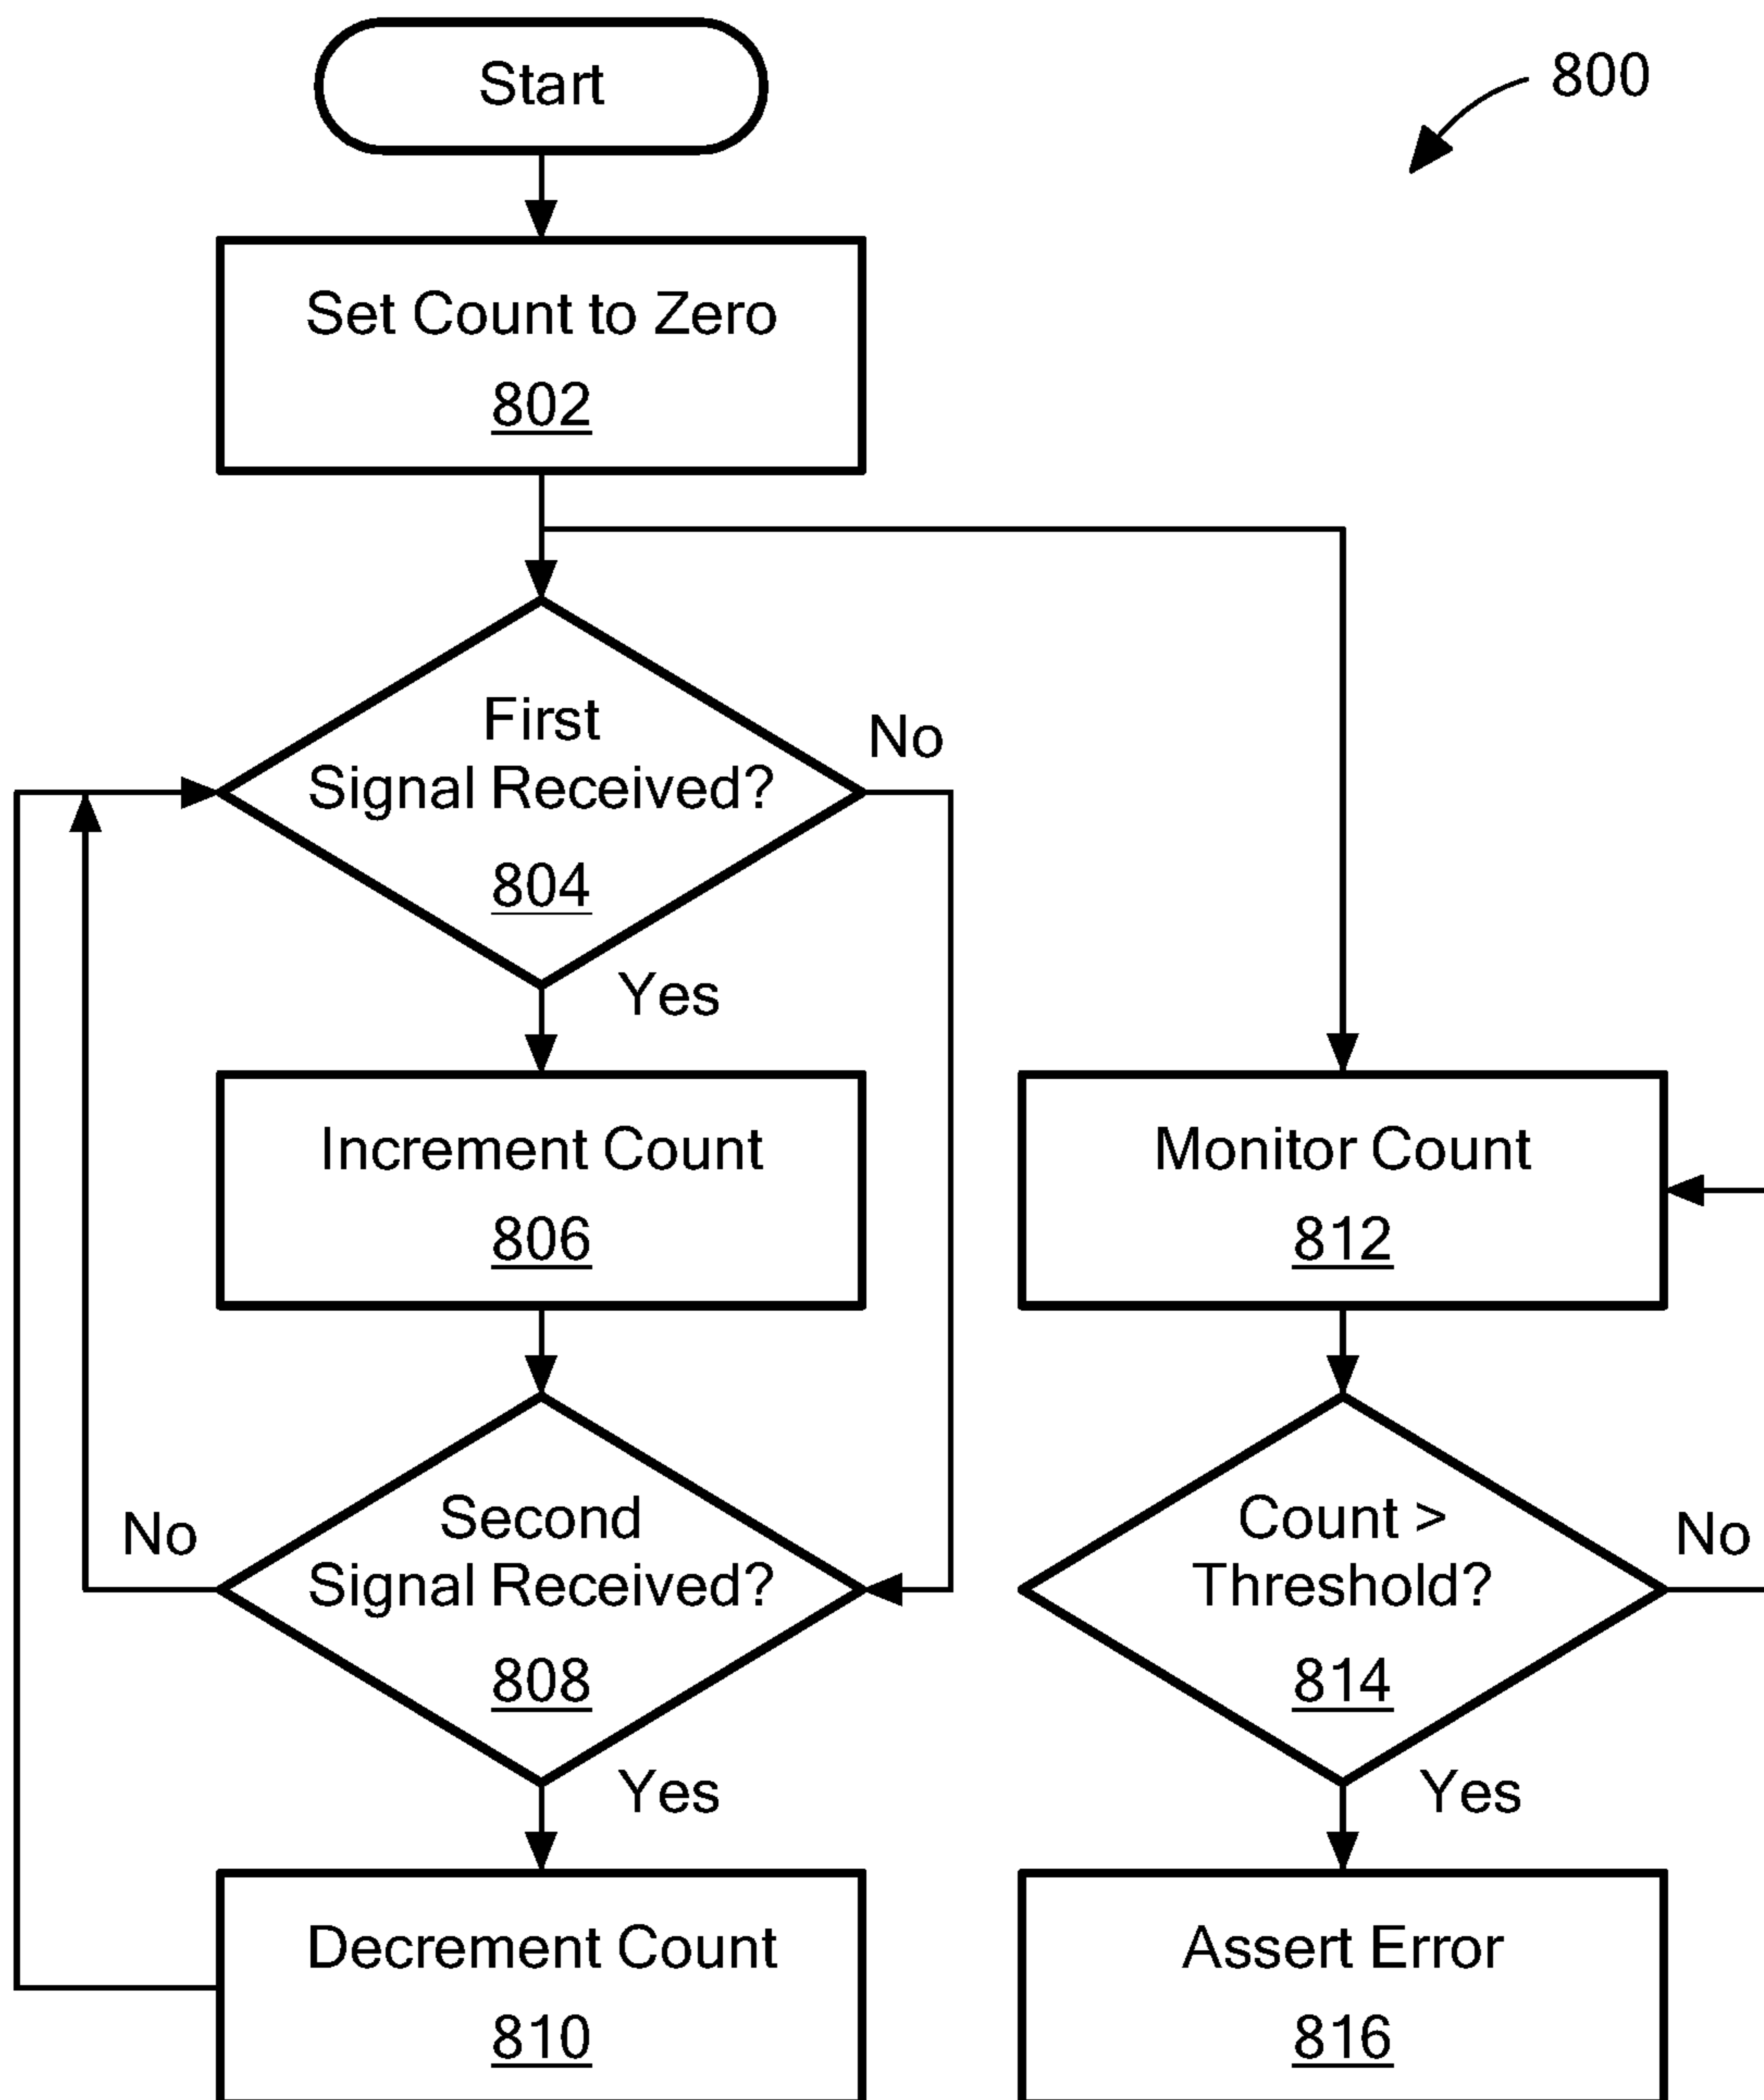 Start
800
Set Count to Zero
802
First
Signal Received?
804
No
Yes
Increment Count
806
Monitor Count
812
Second
Signal Received?
808
No
Yes
Count >
Threshold?
814
No
Yes
Decrement Count
810
Assert Error
816